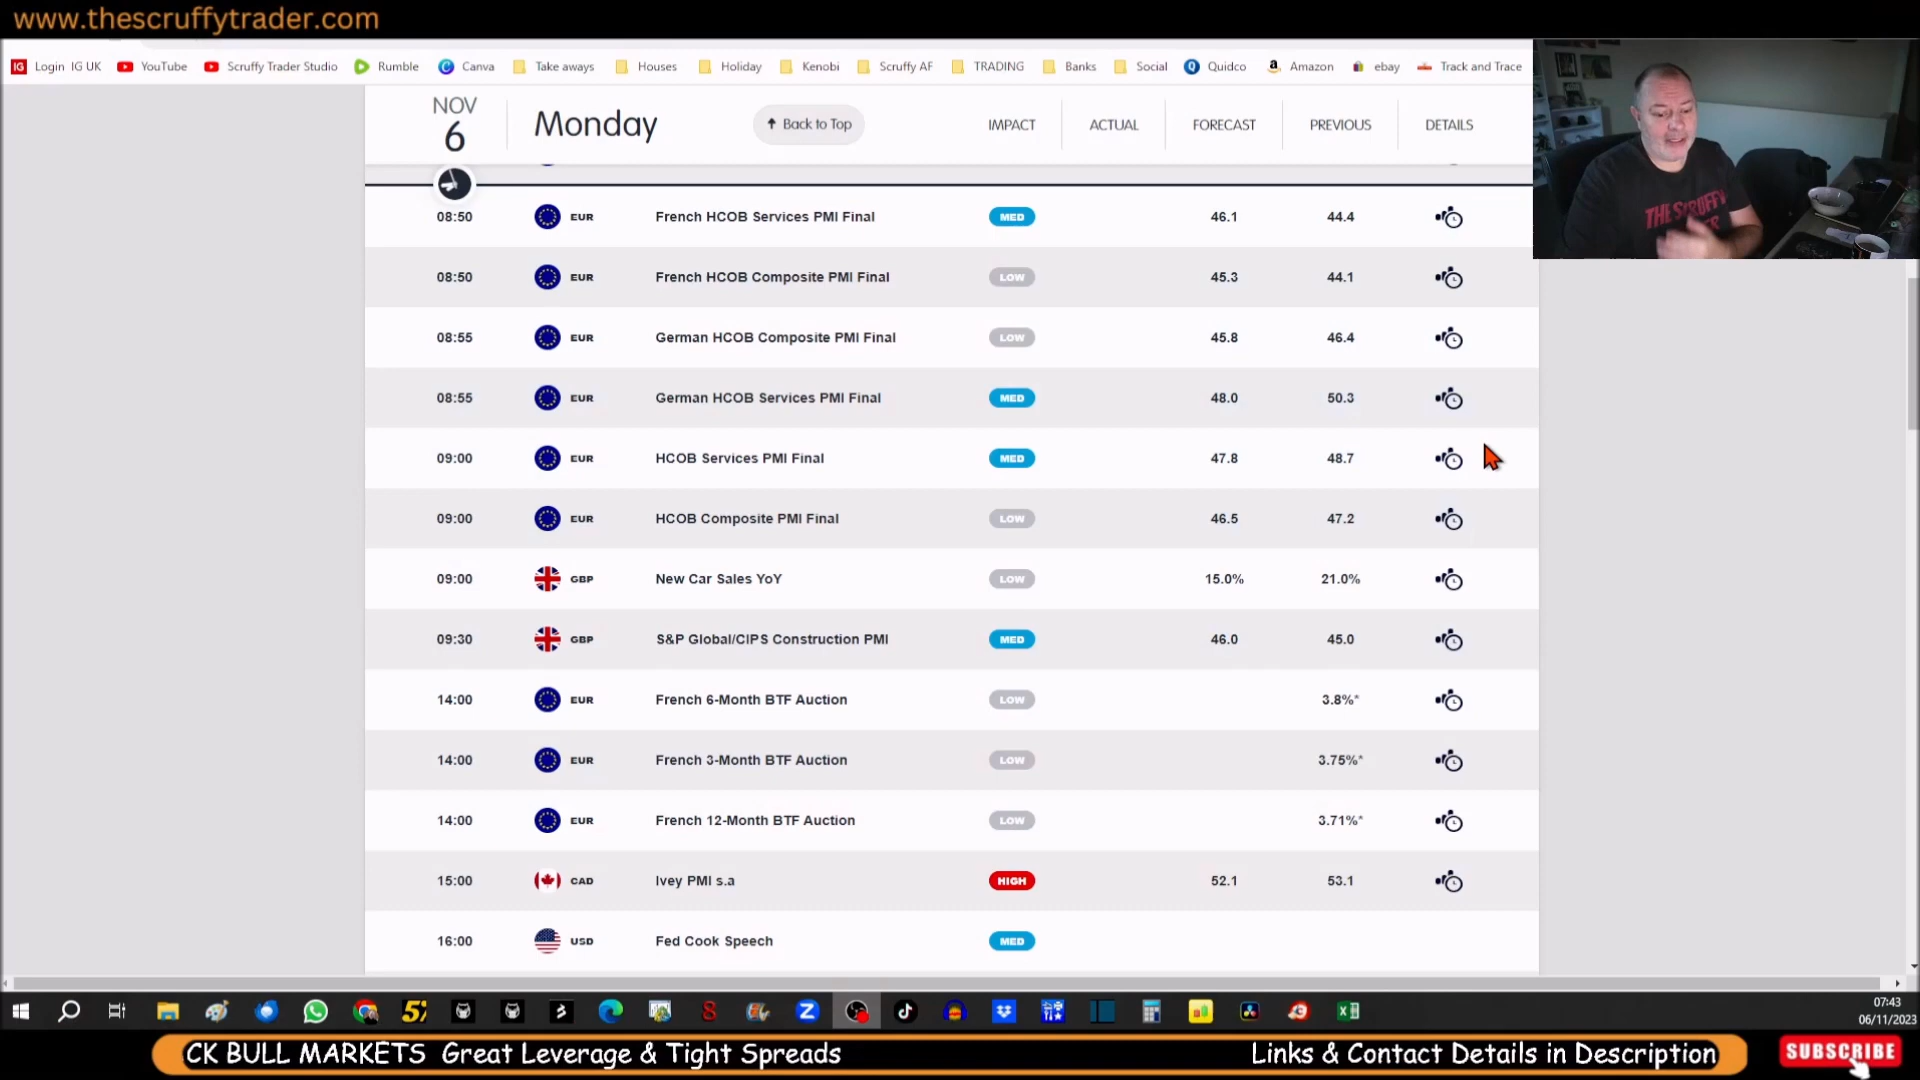 www.thescruffytrader.com
IG Login IG UK YouTube Scruffy Trader Studio Rumble Canva Take aways Houses Holiday Kenobi Scruffy AF TRADING Banks Social Quidco Amazon ebay Track and Trace
NOV
6 Monday Back to Top IMPACT ACTUAL FORECAST PREVIOUS DETAILS
08:50 EUR French HCOB Services PMI Final MED 46.1 44.4
08:50 EUR French HCOB Composite PMI Final LOW 45.3 44.1
08:55 EUR German HCOB Composite PMI Final LOW 45.8 46.4
08:55 EUR German HCOB Services PMI Final MED 48.0 50.3
09:00 EUR HCOB Services PMI Final MED 47.8 48.7
09:00 EUR HCOB Composite PMI Final LOW 46.5 47.2
09:00 GBP New Car Sales YoY LOW 15.0% 21.0%
09:30 GBP S&P Global/CIPS Construction PMI MED 46.0 45.0
14:00 EUR French 6-Month BTF Auction LOW 3.8%*
14:00 EUR French 3-Month BTF Auction LOW 3.75%*
14:00 EUR French 12-Month BTF Auction LOW 3.71%*
15:00 CAD Ivey PMI s.a HIGH 52.1 53.1
16:00 USD Fed Cook Speech MED
THE SCRUFFY
07:43
06/11/2023
CK BULL MARKETS Great Leverage & Tight Spreads Links & Contact Details in Description SUBSCRIBE